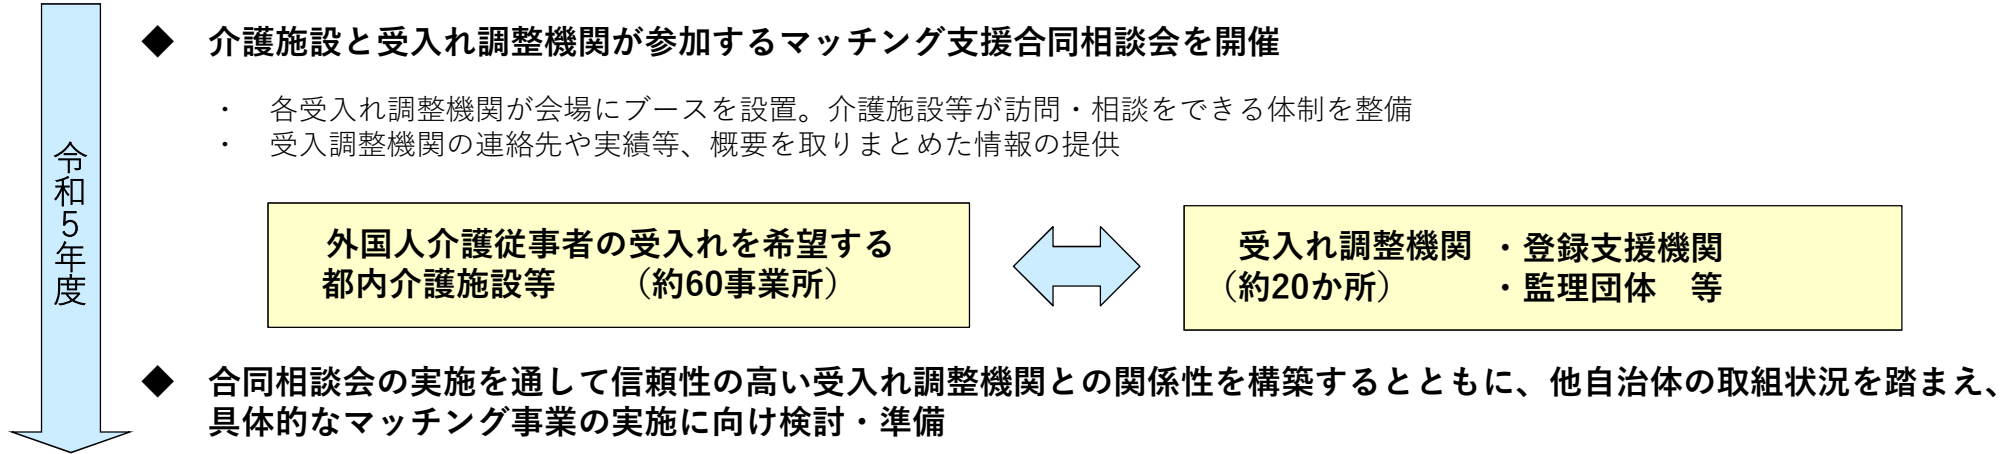 ◆ 介護施設と受入れ調整機関が参加するマッチング支援合同相談会を開催
・ 各受入れ調整機関が会場にブースを設置。介護施設等が訪問・相談をできる体制を整備
・ 受入調整機関の連絡先や実績等、概要を取りまとめた情報の提供
令和5年度
外国人介護従事者の受入れを希望する
都内介護施設等 （約60事業所）
受入れ調整機関 ・登録支援機関
（約20か所） ・監理団体 等
◆ 合同相談会の実施を通して信頼性の高い受入れ調整機関との関係性を構築するとともに、他自治体の取組状況を踏まえ、
具体的なマッチング事業の実施に向け検討・準備